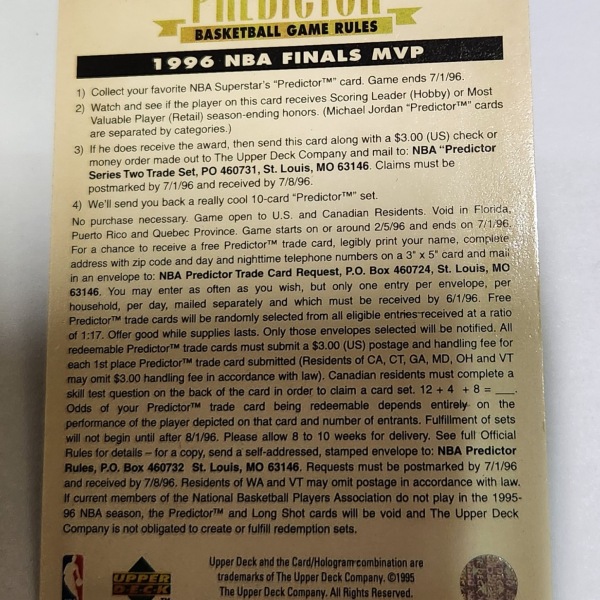 PREDICTOR
BASKETBALL GAME RULES
1996 NBA FINALS MVP
1) Collect your favorite NBA Superstar's "Predictor™" card. Game ends 7/1/96.
2) Watch and see if the player on this card receives Scoring Leader (Hobby) or Most
Valuable Player (Retail) season-ending honors. (Michael Jordan "Predictor™" cards
are separated by categories.)
3) If he does receive the award, then send this card along with a $3.00 (US) check or
money order made out to The Upper Deck Company and mail to: NBA "Predictor
Series Two Trade Set, PO 460731, St. Louis, MO 63146. Claims must be
postmarked by 7/1/96 and received by 7/8/96.
4) We'll send you back a really cool 10-card "Predictor™" set.
No purchase necessary. Game open to U.S. and Canadian Residents. Void in Florida,
Puerto Rico and Quebec Province. Game starts on or around 2/5/96 and ends on 7/1/96.
For a chance to receive a free Predictor™ trade card, legibly print your name, complete
address with zip code and day and nighttime telephone numbers on a 3" x 5" card and mail
in an envelope to: NBA Predictor Trade Card Request, P.O. Box 460724, St. Louis, MO
63146. You may enter as often as you wish, but only one entry per envelope, per
household, per day, mailed separately and which must be received by 6/1/96. Free
Predictor™ trade cards will be randomly selected from all eligible entries received at a ratio
of 1:17. Offer good while supplies lasts. Only those envelopes selected will be notified. All
redeemable Predictor™ trade cards must submit a $3.00 (US) postage and handling fee for
each 1st place Predictor™ trade card submitted (Residents of CA, CT, GA, MD, OH and VT
may omit $3.00 handling fee in accordance with law). Canadian residents must complete a
skill test question on the back of the card in order to claim a card set. 12 + 4 + 8 = ___.
Odds of your Predictor™ trade card being redeemable depends entirely on the
performance of the player depicted on that card and number of entrants. Fulfillment of sets
will not begin until after 8/1/96. Please allow 8 to 10 weeks for delivery. See full Official
Rules for details – for a copy, send a self-addressed, stamped envelope to: NBA Predictor
Rules, P.O. Box 460732 St. Louis, MO 63146. Requests must be postmarked by 7/1/96
and received by 7/8/96. Residents of WA and VT may omit postage in accordance with law.
If current members of the National Basketball Players Association do not play in the 1995-
96 NBA season, the Predictor™ and Long Shot cards will be void and The Upper Deck
Company is not obligated to create or fulfill redemption sets.
Upper Deck and the Card/Hologram combination are
trademarks of The Upper Deck Company. ©1995
The Upper Deck Company. All Rights Reserved.
UPPER
DECK